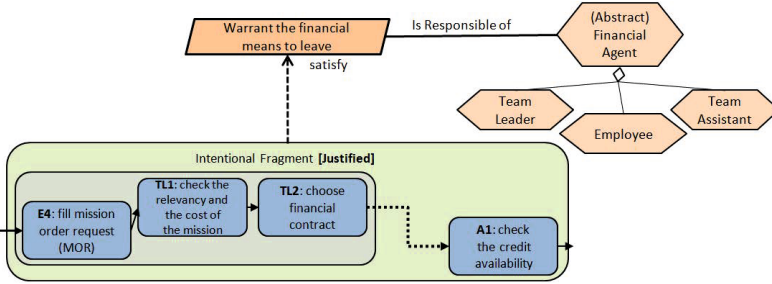 Warrant the financial
means to leave
Is Responsible of
(Abstract)
Financial
Agent
satisfy
Team
Leader
Employee
Team
Assistant
Intentional Fragment [Justified]
E4: fill mission
order request
(MOR)
TL1: check the
relevancy and
the cost of
the mission
TL2: choose
financial
contract
A1: check
the credit
availability